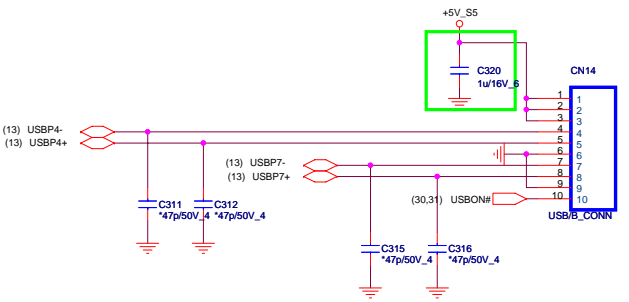 +5V_S5
C320
1u/16V_6
CN14
1 1
2 2
3 3
(13) USBP4- 4 4
(13) USBP4+ 5 5
6 6
(13) USBP7- 7 7
(13) USBP7+ 8 8
9 9
(30,31) USBON# 10 10
USB/B_CONN
C311 C312
*47p/50V_4 *47p/50V_4
C315 C316
*47p/50V_4 *47p/50V_4